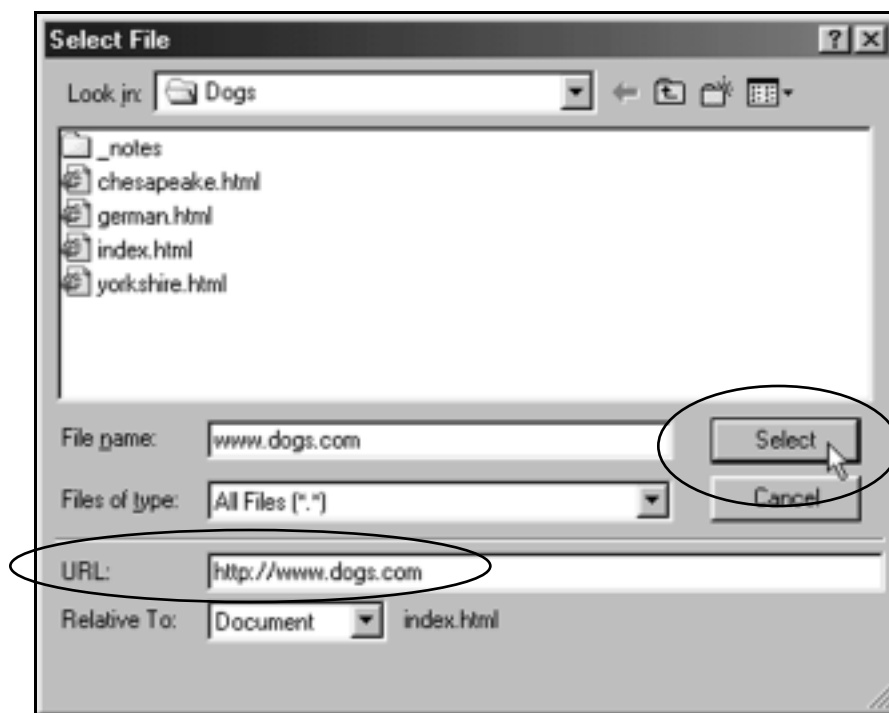 Select File
Look in: Dogs
_notes
chesapeake.html
german.html
index.html
yorkshire.html
File name: www.dogs.com Select
Files of type: All Files (*.*) Cancel
URL: http://www.dogs.com
Relative To: Document index.html